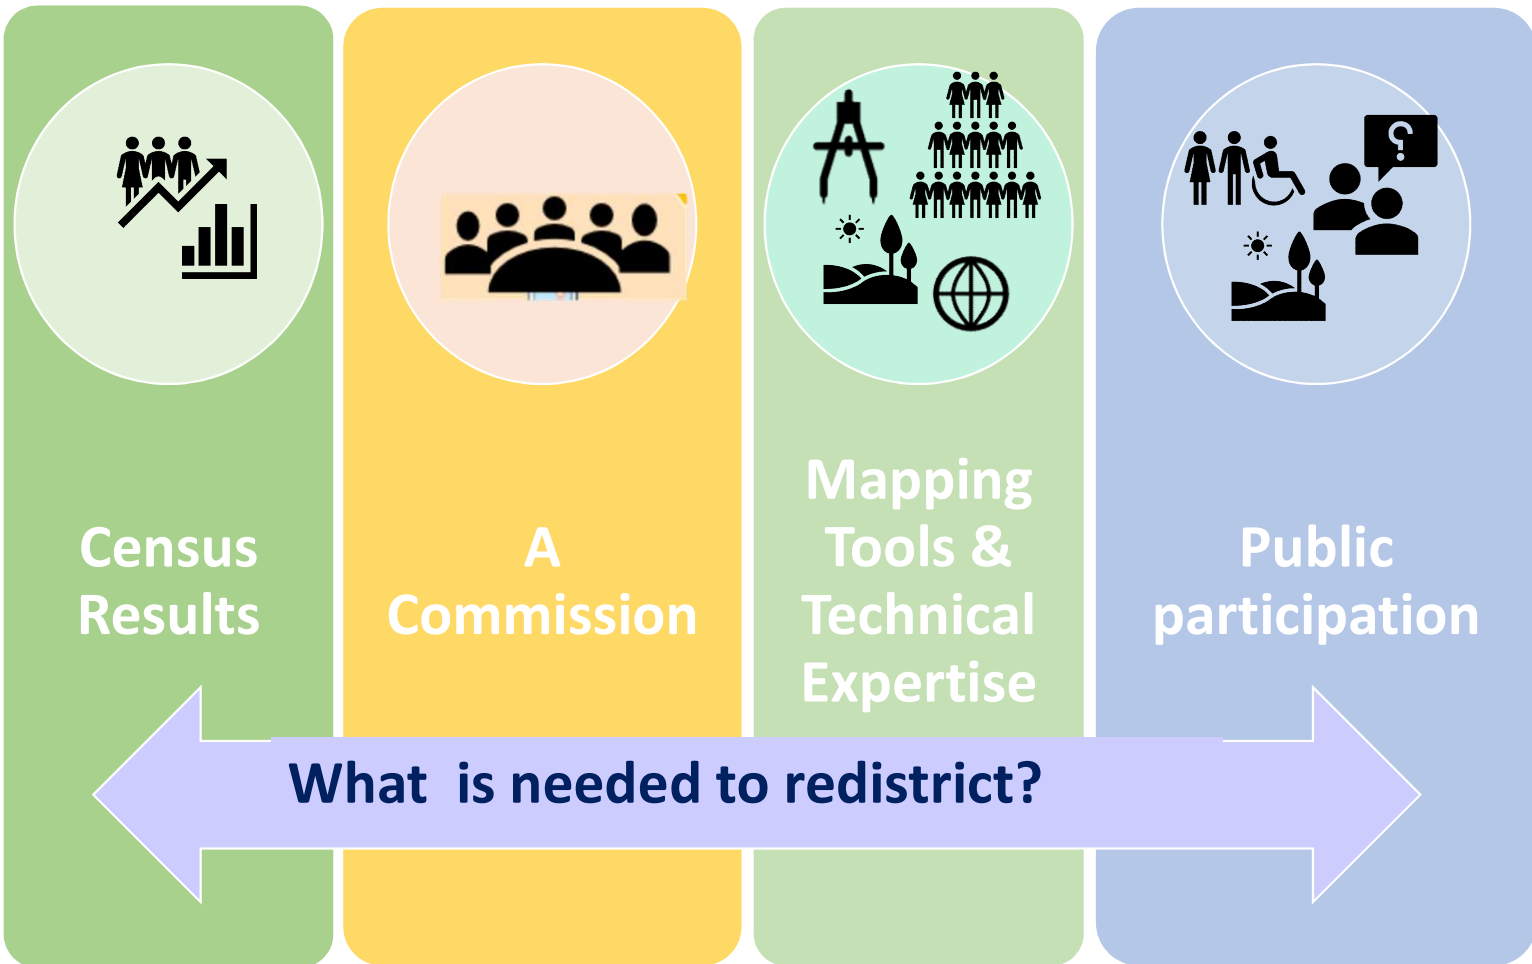 Census
Results
A
Commission
Mapping
Tools &
Technical
Expertise
Public
participation
What  is needed to redistrict?